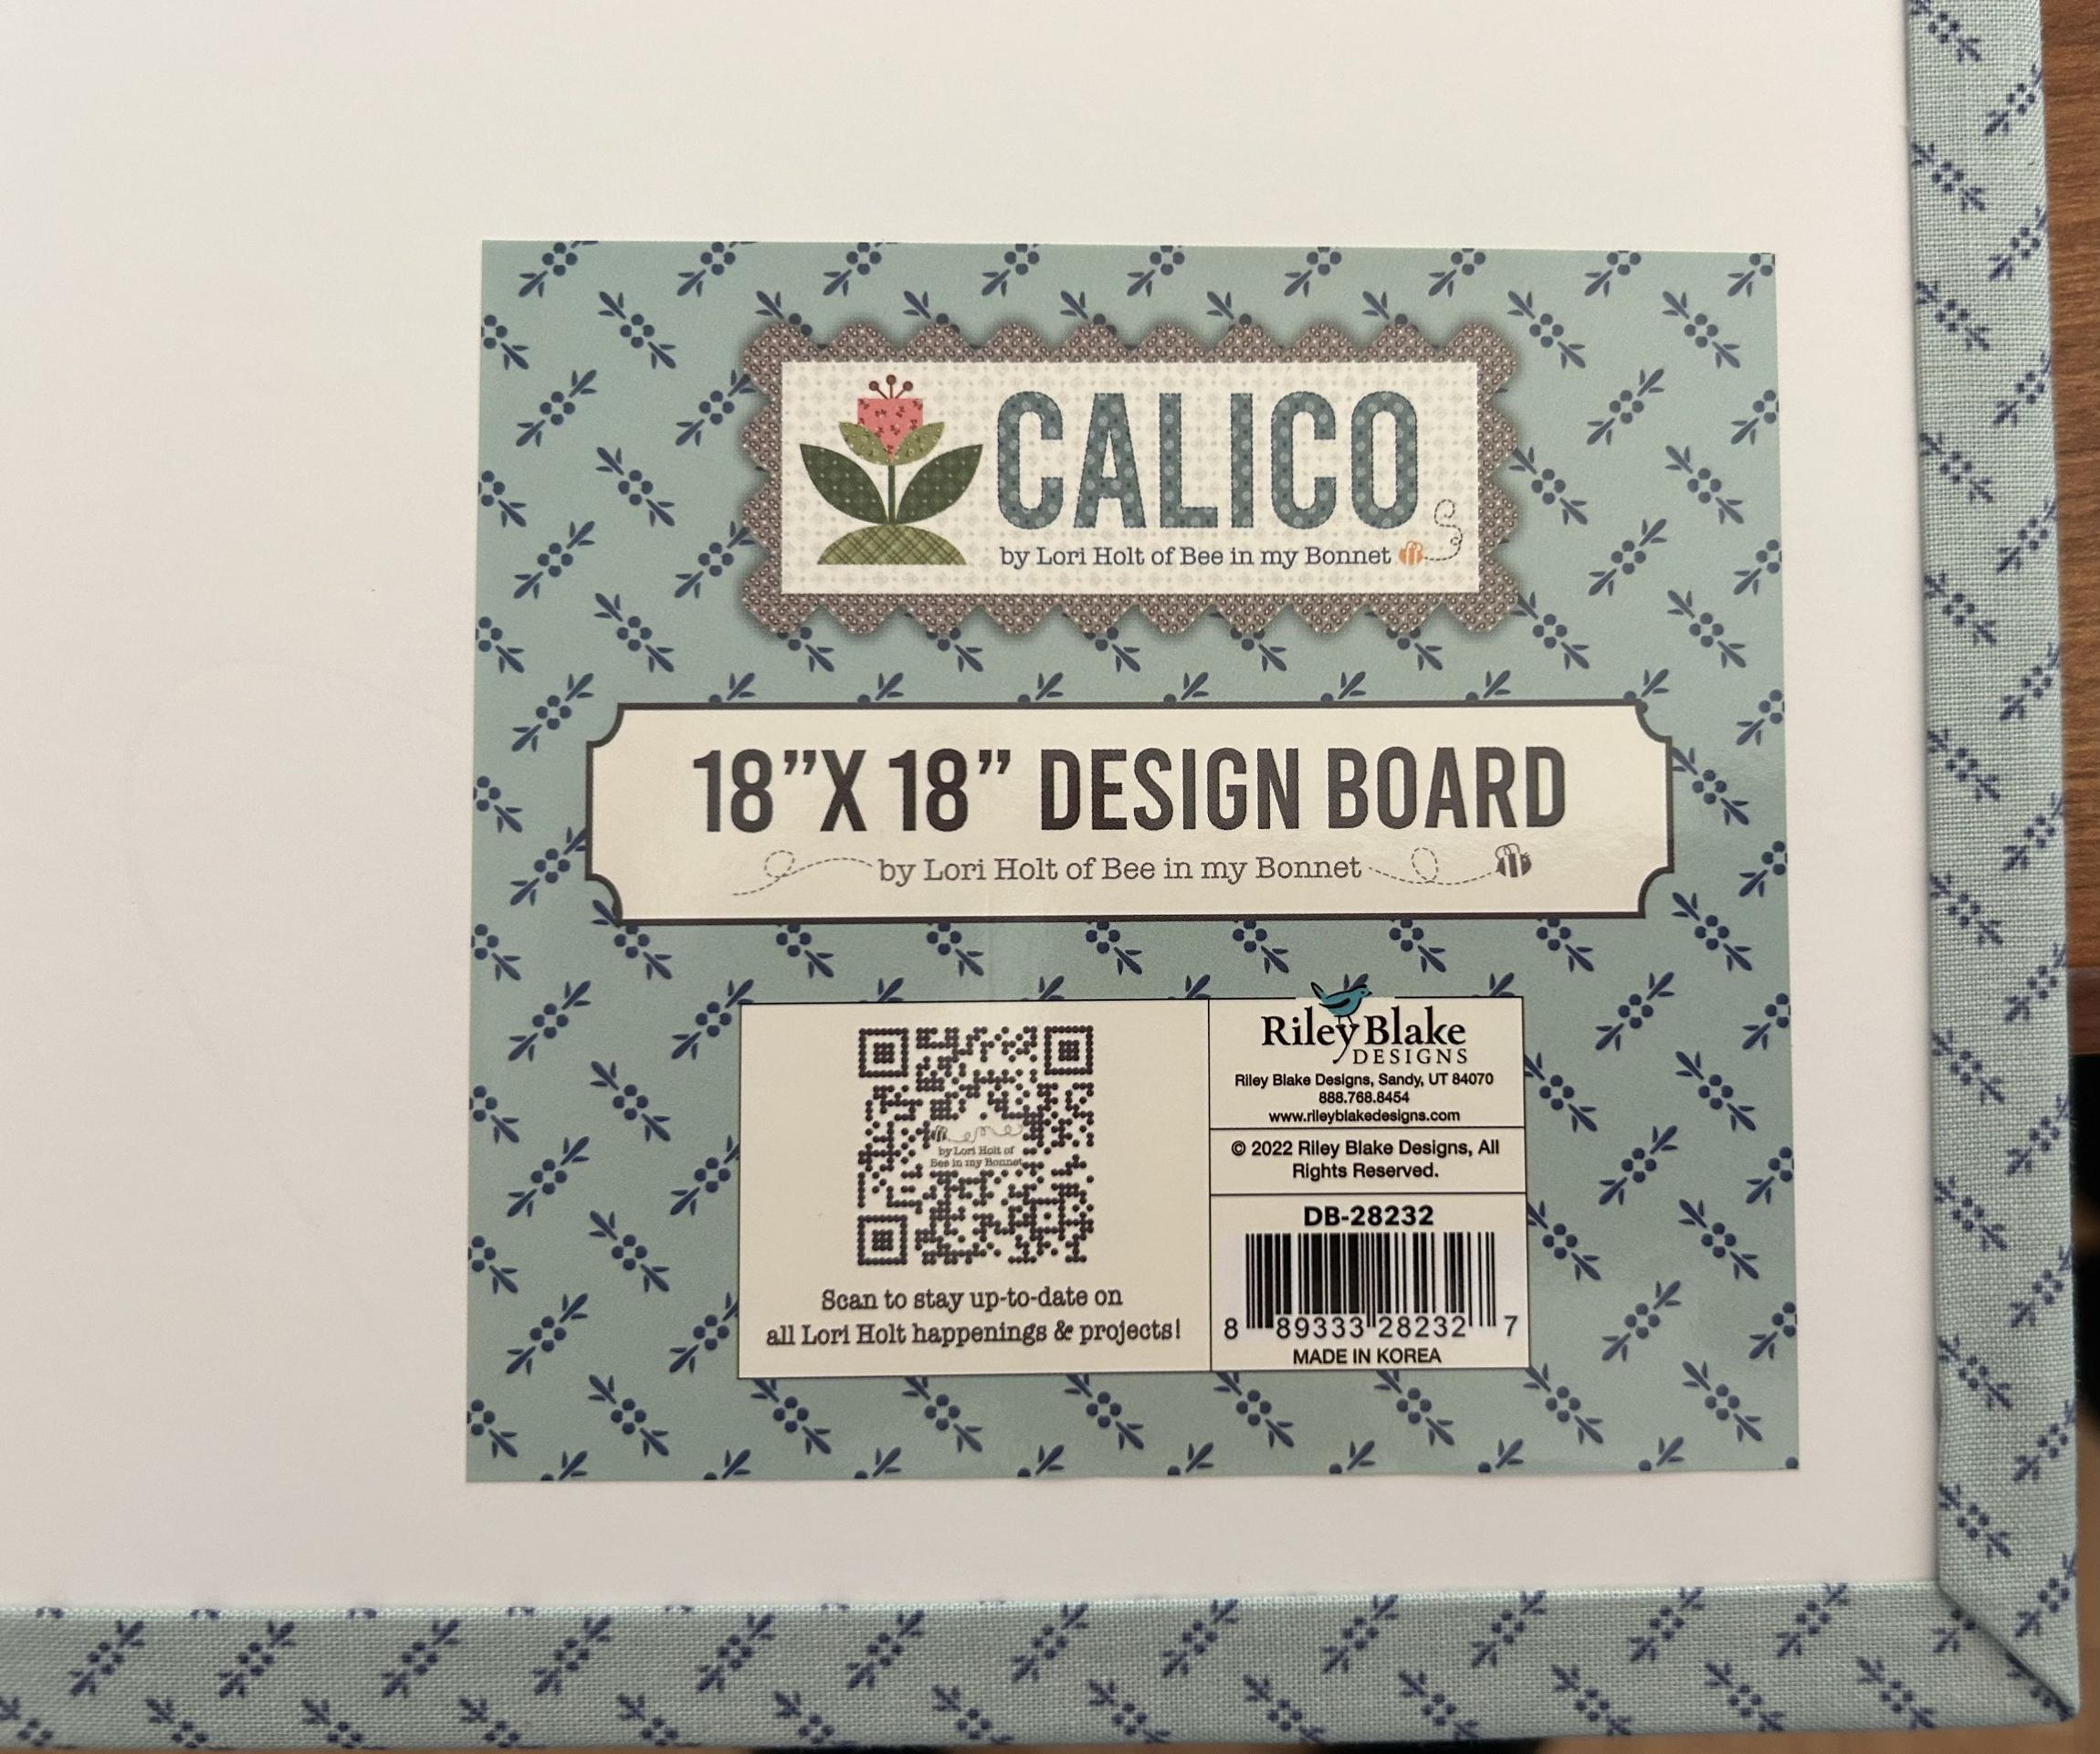 CALICO
by Lori Holt of Bee in my Bonnet
18”X 18” DESIGN BOARD
by Lori Holt of Bee in my Bonnet
by Lori Holt of
Bee in my Bonnet
Scan to stay up-to-date on
all Lori Holt happenings & projects!
Riley Blake
DESIGNS
Riley Blake Designs, Sandy, UT 84070
888.768.8454
www.rileyblakedesigns.com
© 2022 Riley Blake Designs, All
Rights Reserved.
DB-28232
8 89333 28232 7
MADE IN KOREA